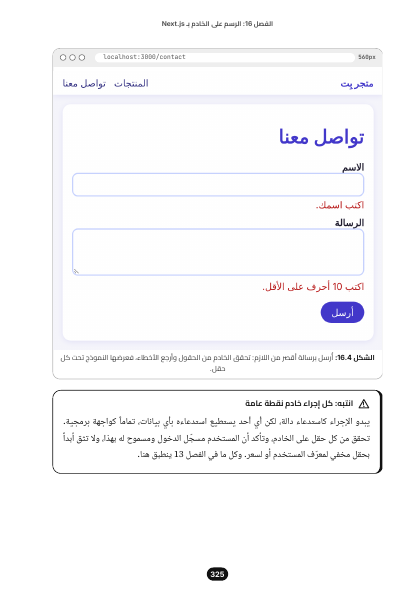 الفصل 16: الرسم على الخادم بـ Next.js
localhost:3000/contact
560px
متجر بِت
المنتجات
تواصل معنا
تواصل معنا
الاسم
اكتب اسمك.
الرسالة
اكتب 10 أحرف على الأقل.
أرسل
الشكل 16.4: أُرسل برسالة أقصر من اللازم: تحقق الخادم من الحقول وأرجع الأخطاء، فعرضها النموذج تحت كل
حقل.
انتبه: كل إجراء خادم نقطة عامة
يبدو الإجراء كاستدعاء دالة، لكن أي أحد يستطيع استدعاءه بأي بيانات، تماماً كواجهة برمجية.
تحقق من كل حقل على الخادم، وتأكد أن المستخدم مسجّل الدخول ومسموح له بهذا، ولا تثق أبداً
بحقل مخفي لمعرّف المستخدم أو لسعر. وكل ما في الفصل 13 ينطبق هنا.
325